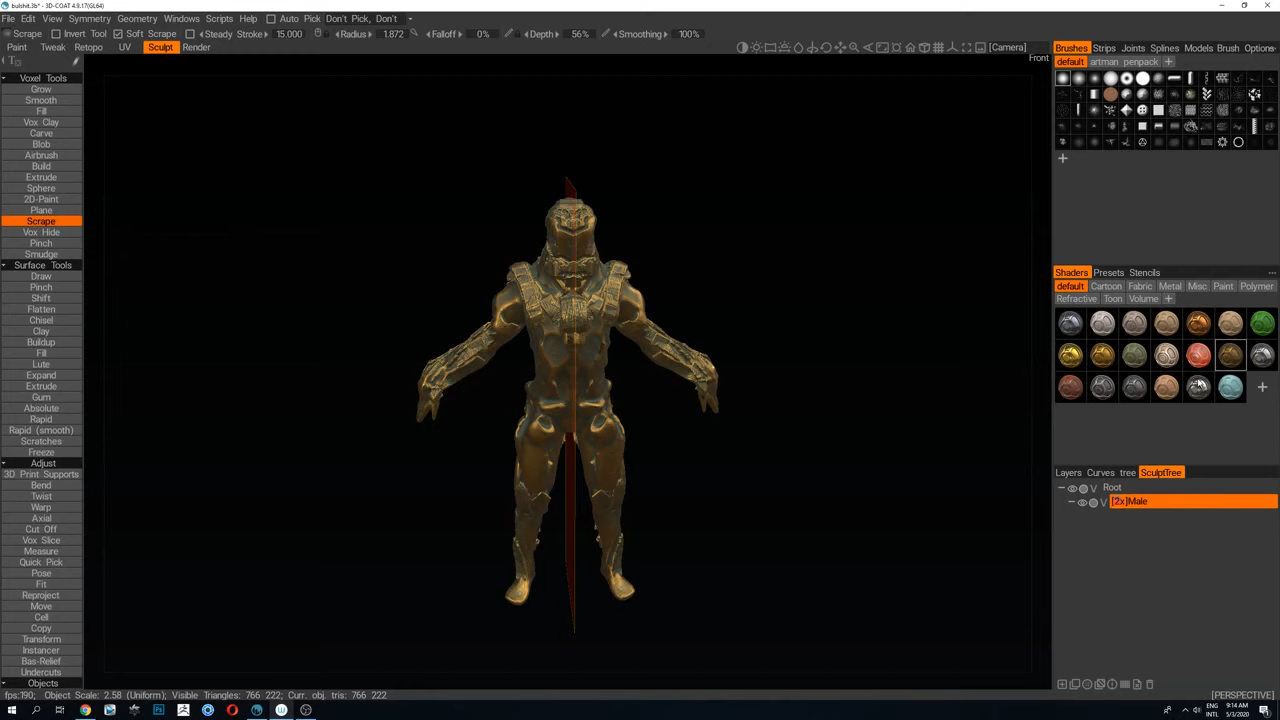 bulshit.3b* - 3D-COAT 4.9.17(GL64)
File Edit View Symmetry Geometry Windows Scripts Help Auto Pick Don't Pick, Don't
Scrape Invert Tool Soft Stroke Steady Stroke 15.000 Radius 1.872 Falloff 0% Depth 56% Smoothing 100%
Paint Tweak Retopo UV Sculpt Render [Camera]
Front
Voxel Tools
Grow
Smooth
Fill
Vox Clay
Carve
Blob
Airbrush
Build
Extrude
Sphere
2D-Paint
Plane
Scrape
Vox Hide
Pinch
Smudge
Surface Tools
Draw
Pinch
Shift
Flatten
Chisel
Clay
Buildup
Fill
Lute
Expand
Extrude
Gum
Absolute
Rapid
Rapid (smooth)
Scratches
Freeze
Adjust
3D Print Supports
Bend
Twist
Warp
Axial
Cut Off
Vox Slice
Measure
Quick Pick
Pose
Fit
Reproject
Move
Cell
Copy
Transform
Instancer
Bas-Relief
Undercuts
Objects
Brushes Strips Joints Splines Models Brush Options
default artman penpack +
Shaders Presets Stencils
default Cartoon Fabric Metal Misc Paint Polymer
Refractive Toon Volume +
Layers Curves tree SculptTree
V Root
V [2x]Male
fps:190; Object Scale: 2.58 (Uniform); Visible Triangles: 766 222; Curr. obj. tris: 766 222;
[PERSPECTIVE]
ENG
INTL
9:14 AM
5/3/2020